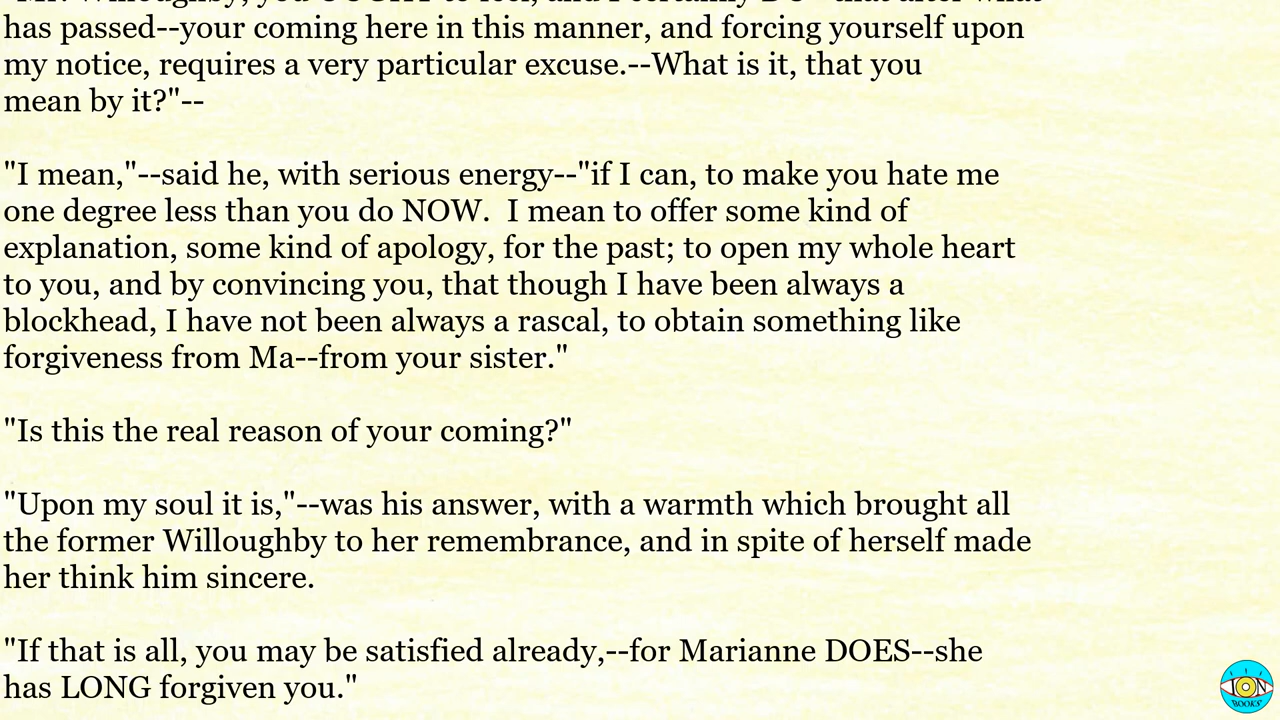 has passed--your coming here in this manner, and forcing yourself upon
my notice, requires a very particular excuse.--What is it, that you
mean by it?"--
"I mean,"--said he, with serious energy--"if I can, to make you hate me
one degree less than you do NOW.  I mean to offer some kind of
explanation, some kind of apology, for the past; to open my whole heart
to you, and by convincing you, that though I have been always a
blockhead, I have not been always a rascal, to obtain something like
forgiveness from Ma--from your sister."
"Is this the real reason of your coming?"
"Upon my soul it is,"--was his answer, with a warmth which brought all
the former Willoughby to her remembrance, and in spite of herself made
her think him sincere.
"If that is all, you may be satisfied already,--for Marianne DOES--she
has LONG forgiven you."
ION
BOOKS